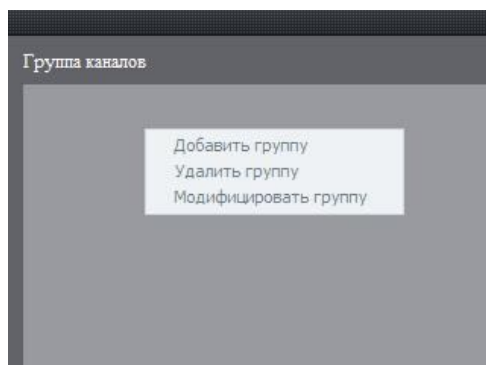 Группа каналов
Добавить группу
Удалить группу
Модифицировать группу